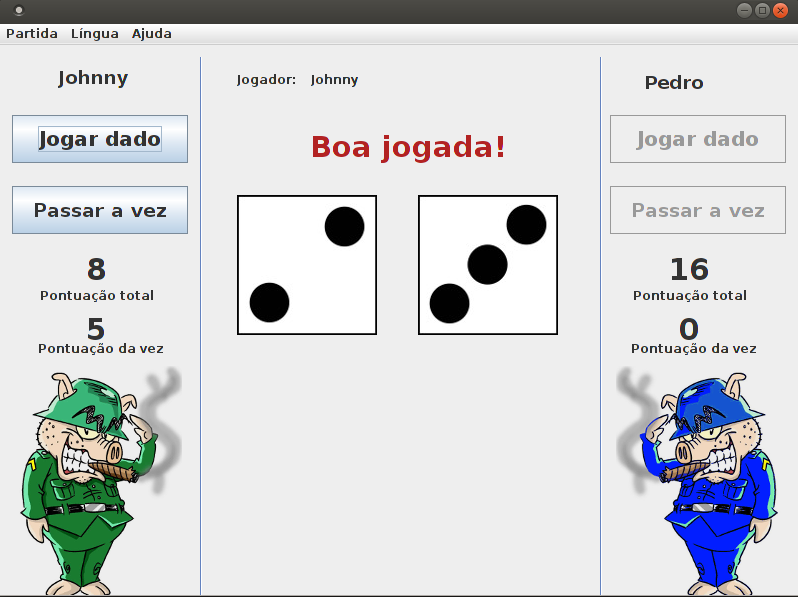 Partida Língua Ajuda
Johnny
Jogar dado
Passar a vez
8
Pontuação total
5
Pontuação da vez
Jogador: Johnny
Boa jogada!
Pedro
Jogar dado
Passar a vez
16
Pontuação total
0
Pontuação da vez